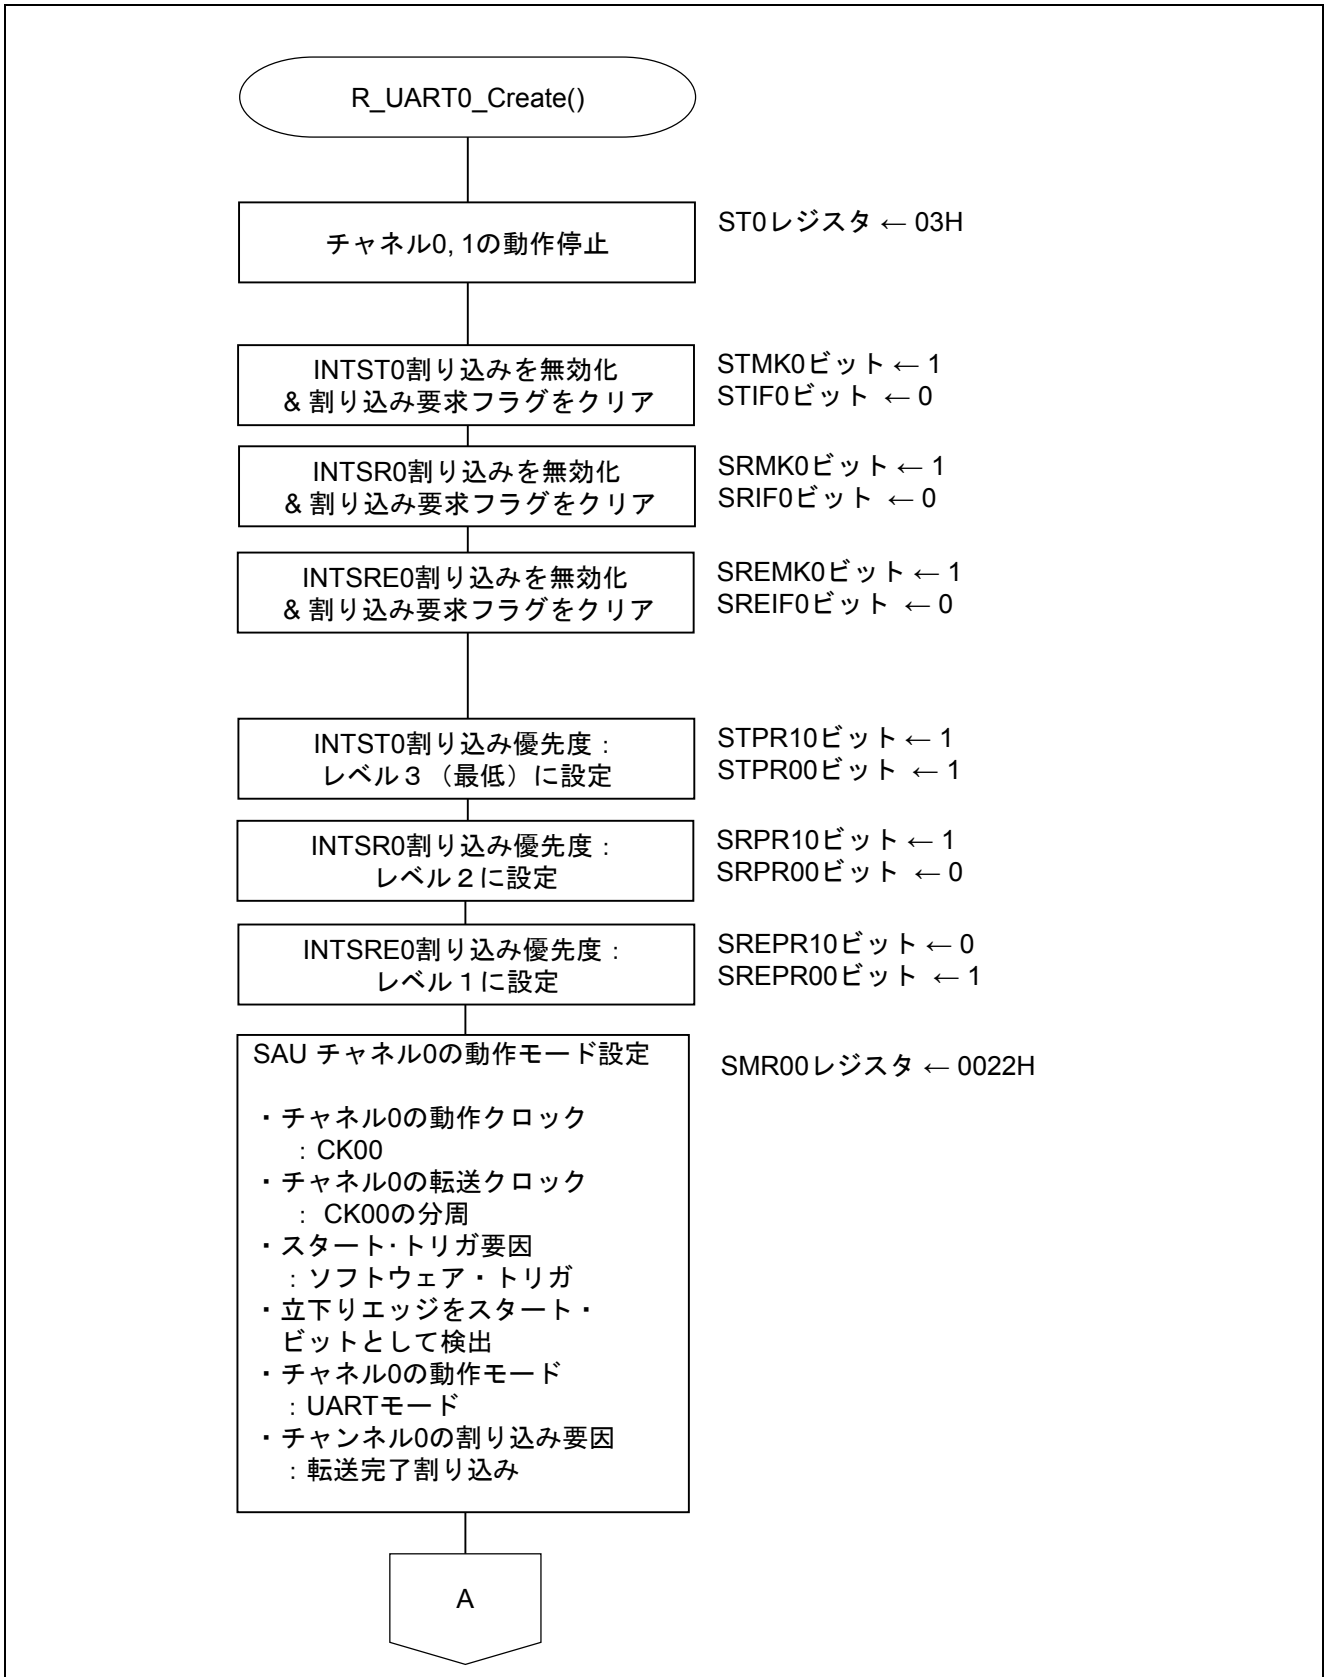 R_UART0_Create()
チャネル0, 1の動作停止
ST0レジスタ ← 03H
INTST0割り込みを無効化
& 割り込み要求フラグをクリア
STMK0ビット ← 1
STIF0ビット ← 0
INTSR0割り込みを無効化
& 割り込み要求フラグをクリア
SRMK0ビット ← 1
SRIF0ビット ← 0
INTSRE0割り込みを無効化
& 割り込み要求フラグをクリア
SREMK0ビット ← 1
SREIF0ビット ← 0
INTST0割り込み優先度：
レベル３（最低）に設定
STPR10ビット ← 1
STPR00ビット ← 1
INTSR0割り込み優先度：
レベル２に設定
SRPR10ビット ← 1
SRPR00ビット ← 0
INTSRE0割り込み優先度：
レベル１に設定
SREPR10ビット ← 0
SREPR00ビット ← 1
SAU チャネル0の動作モード設定
SMR00レジスタ ← 0022H
・チャネル0の動作クロック
：CK00
・チャネル0の転送クロック
： CK00の分周
・スタート･トリガ要因
：ソフトウェア・トリガ
・立下りエッジをスタート・
ビットとして検出
・チャネル0の動作モード
：UARTモード
・チャンネル0の割り込み要因
：転送完了割り込み
A